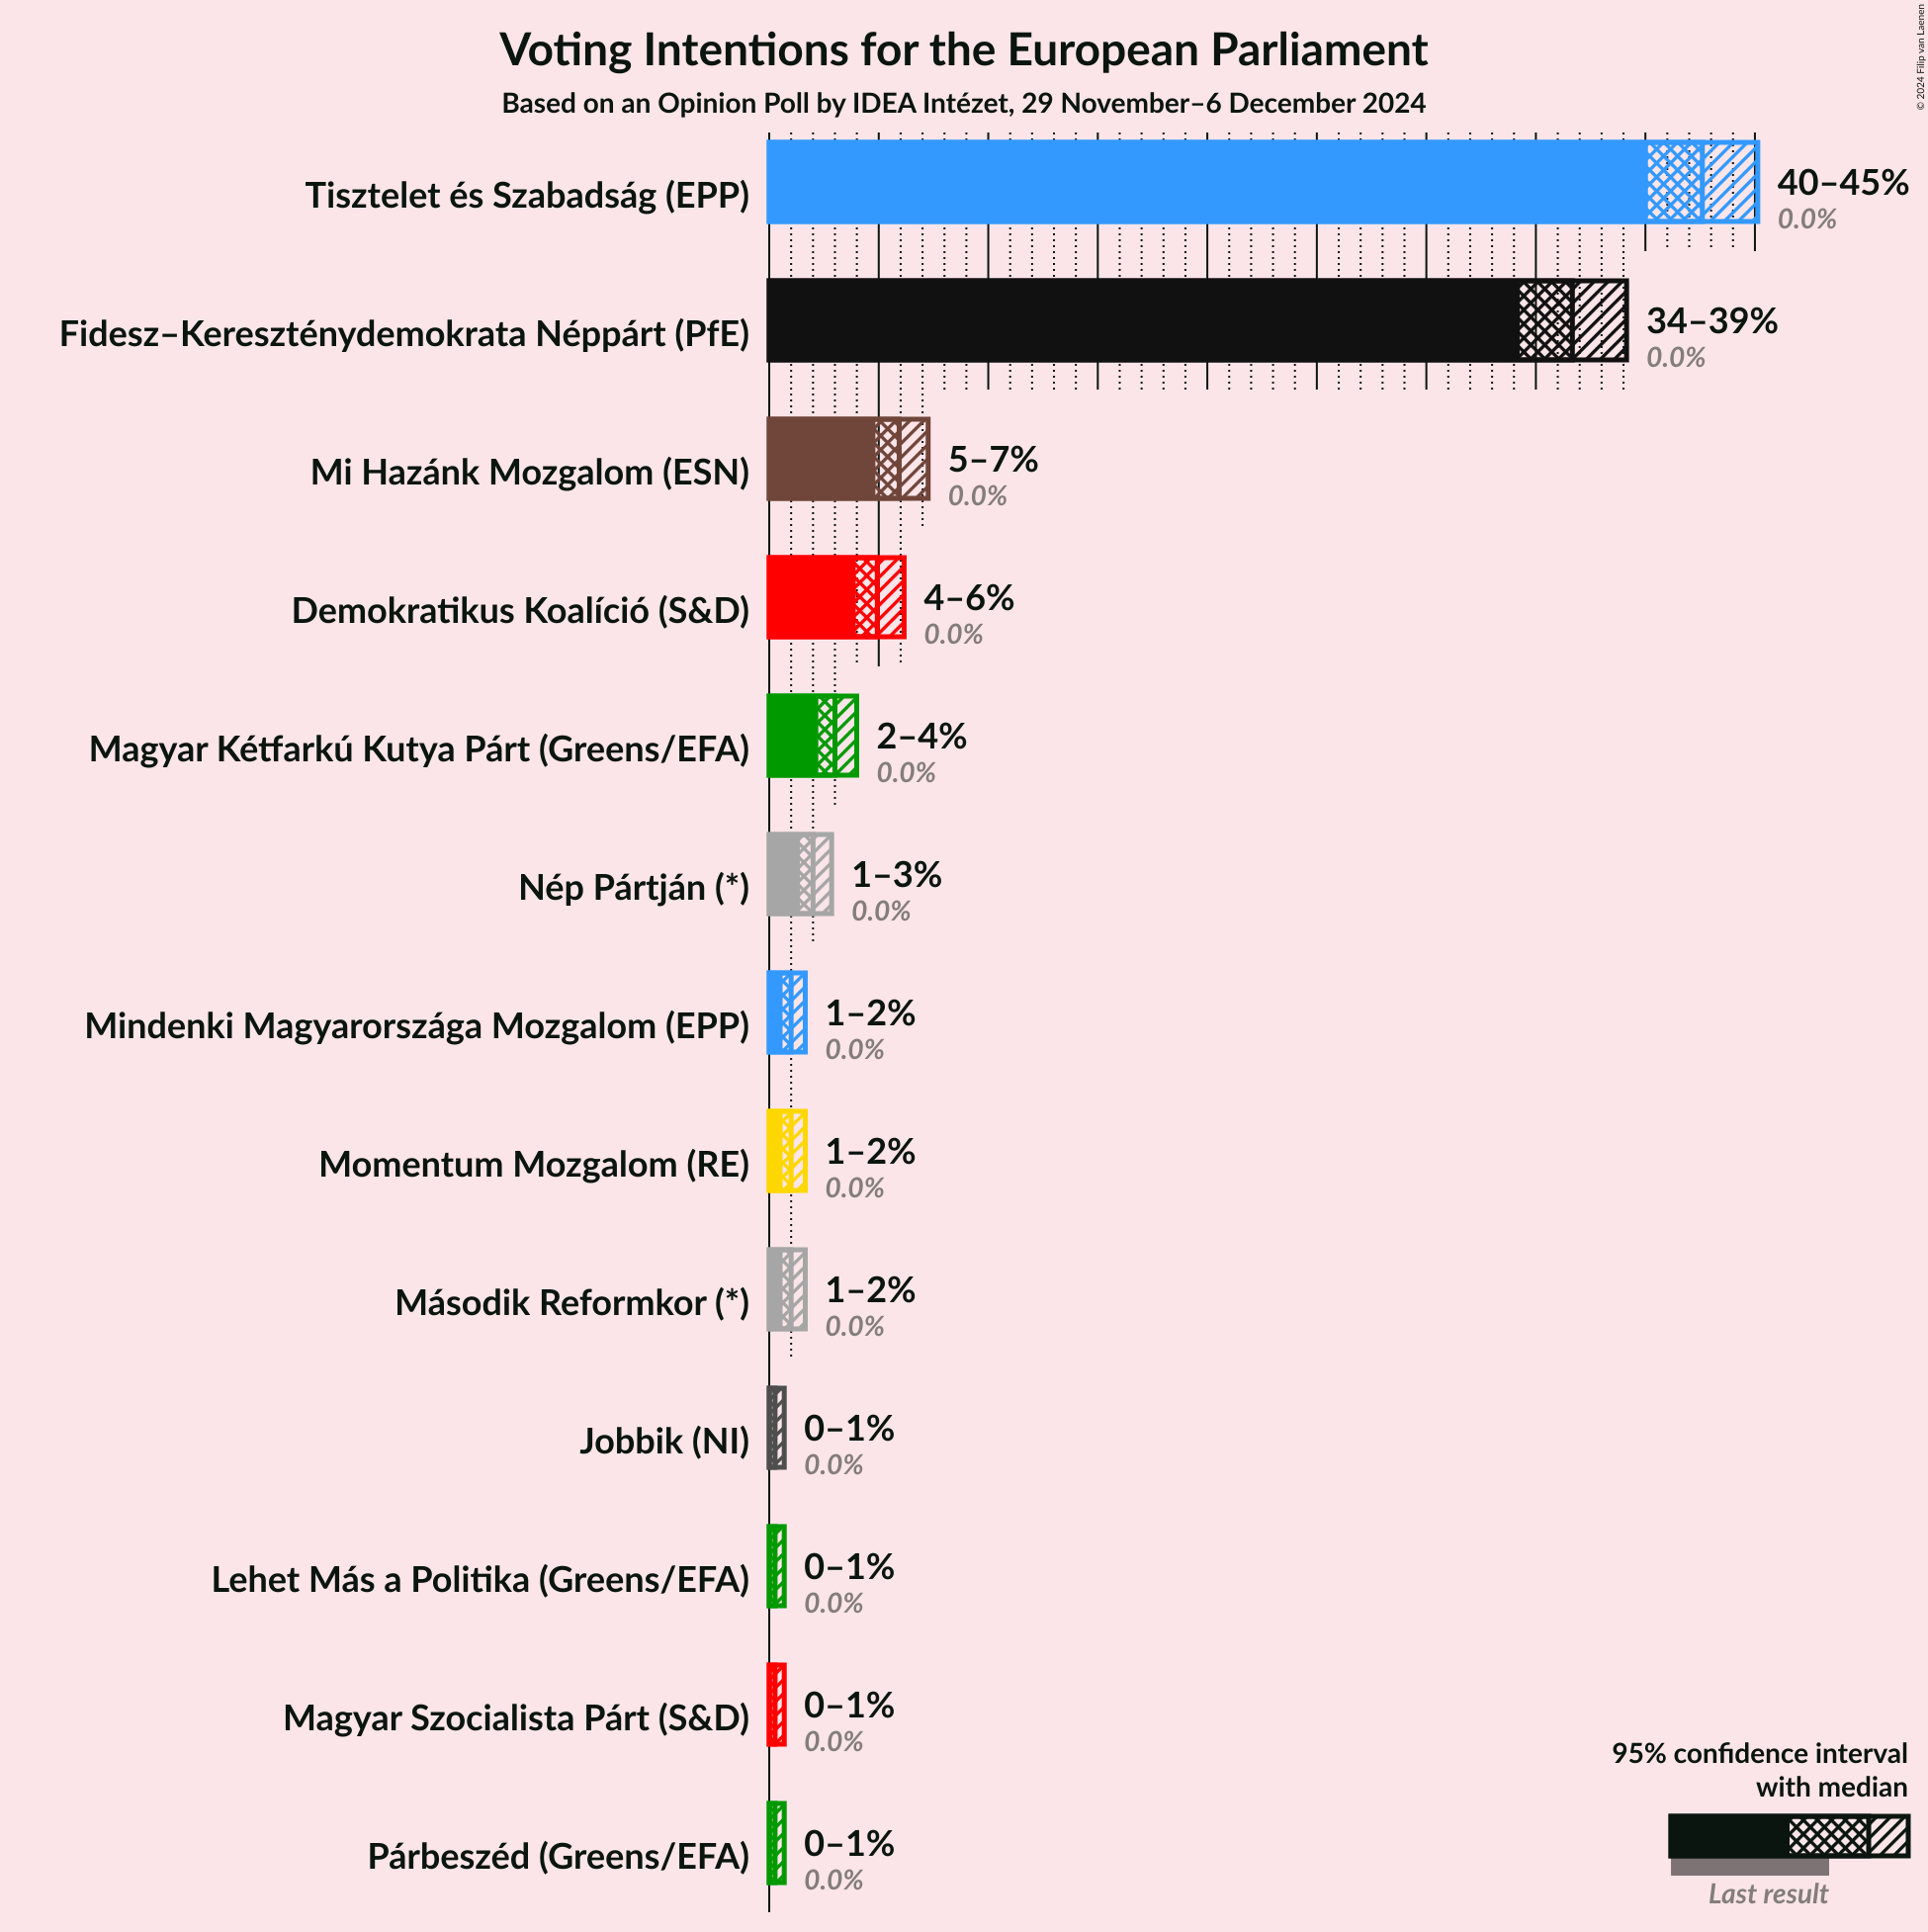 © 2024 Filip van Laenen
Voting Intentions for the European Parliament
Based on an Opinion Poll by IDEA Intézet, 29 November–6 December 2024
Tisztelet és Szabadság (EPP)
40–45%
0.0%
Fidesz–Kereszténydemokrata Néppárt (PfE)
34–39%
0.0%
Mi Hazánk Mozgalom (ESN)
5–7%
0.0%
Demokratikus Koalíció (S&D)
4–6%
0.0%
Magyar Kétfarkú Kutya Párt (Greens/EFA)
2–4%
0.0%
Nép Pártján (*)
1–3%
0.0%
Mindenki Magyarországa Mozgalom (EPP)
1–2%
0.0%
Momentum Mozgalom (RE)
1–2%
0.0%
Második Reformkor (*)
1–2%
0.0%
Jobbik (NI)
0–1%
0.0%
Lehet Más a Politika (Greens/EFA)
0–1%
0.0%
Magyar Szocialista Párt (S&D)
0–1%
0.0%
Párbeszéd (Greens/EFA)
0–1%
0.0%
95% confidence interval
with median
Last result